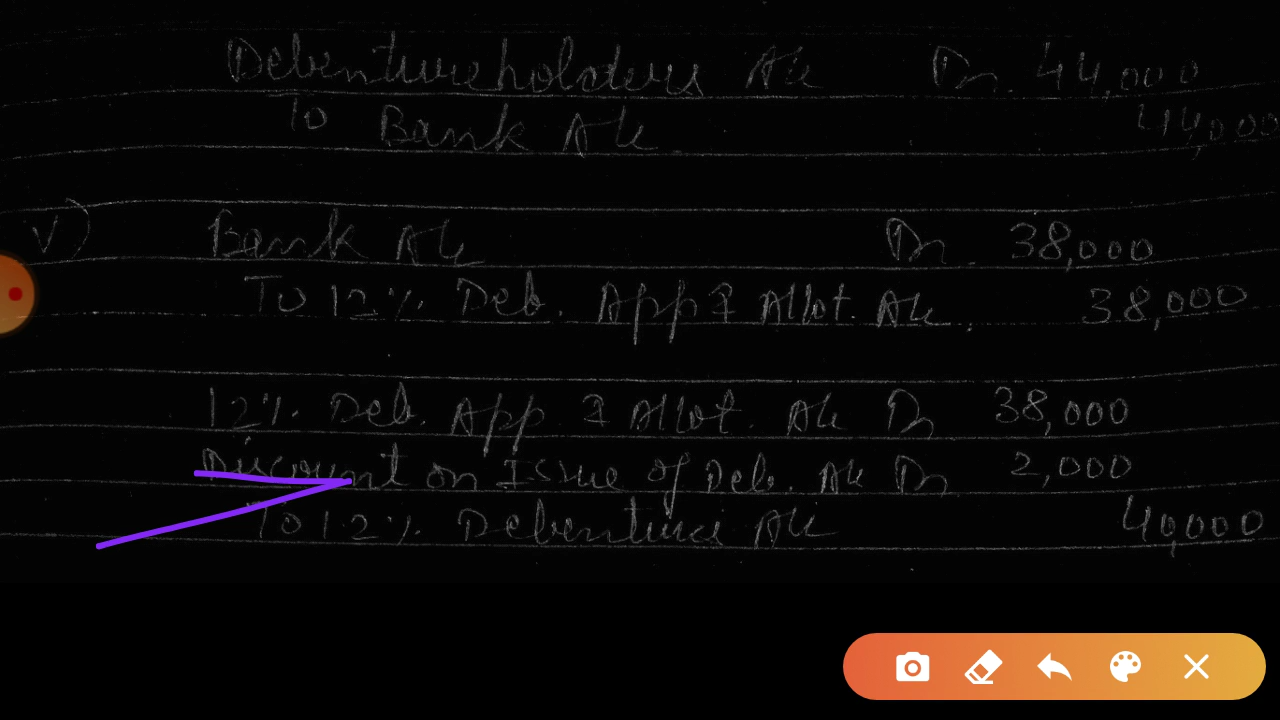 Debentureholders A/c Dr. 44,000
To Bank A/c 44,000
V) Bank A/c Dr. 38,000
To 12% Deb. App & Allot. A/c. 38,000
12% Deb. App & Allot. A/c Dr 38,000
Discount on Issue of Deb. A/c Dr 2,000
To 12% Debentures A/c 40,000